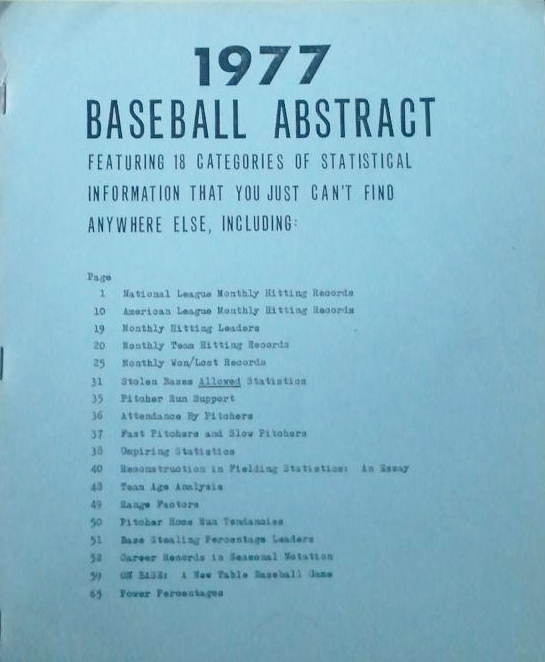 1977
BASEBALL ABSTRACT
FEATURING 18 CATEGORIES OF STATISTICAL
INFORMATION THAT YOU JUST CAN'T FIND
ANYWHERE ELSE, INCLUDING:
Page
1 National League Monthly Hitting Records
10 American League Monthly Hitting Records
19 Monthly Hitting Leaders
20 Monthly Team Hitting Records
25 Monthly Won/Lost Records
31 Stolen Bases Allowed Statistics
35 Pitcher Run Support
36 Attendance By Pitchers
37 Fast Pitchers and Slow Pitchers
38 Umpiring Statistics
40 Reconstruction in Fielding Statistics: An Essay
48 Team Age Analysis
49 Range Factors
50 Pitcher Home Run Tendancies
51 Base Stealing Percentage Leaders
52 Career Records in Seasonal Notation
59 ON BASE: A New Table Baseball Game
65 Power Percentages